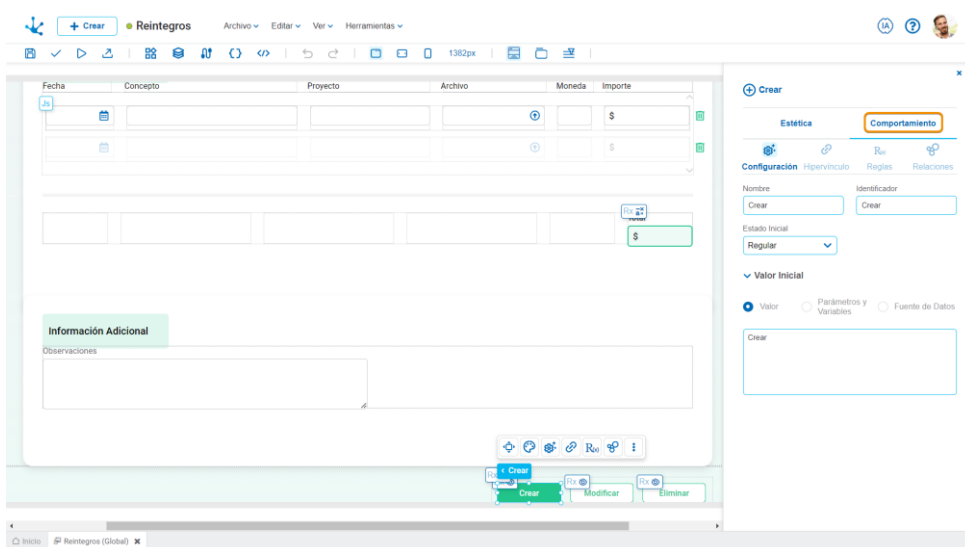 + Crear
Reintegros
Archivo Editar Ver Herramientas
(IA) ?
1382px
Fecha Concepto Proyecto Archivo Moneda Importe
Js
$
$
Rx
Total
$
Información Adicional
Observaciones
R(x)
Crear
Rx Rx Rx
Crear Modificar Eliminar
Inicio Reintegros (Global)
Crear
Estética Comportamiento
R(x)
Configuración Hipervínculo Reglas Relaciones
Nombre Identificador
Crear Crear
Estado Inicial
Regular
Valor Inicial
Valor Parámetros y Variables Fuente de Datos
Crear